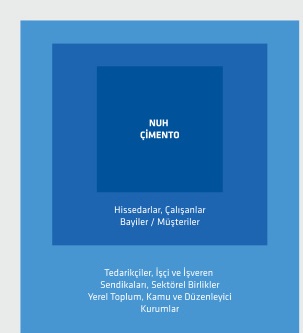 NUH
ÇİMENTO
Hissedarlar, Çalışanlar
Bayiler / Müşteriler
Tedarikçiler, İşçi ve İşveren
Sendikaları, Sektörel Birlikler
Yerel Toplum, Kamu ve Düzenleyici
Kurumlar